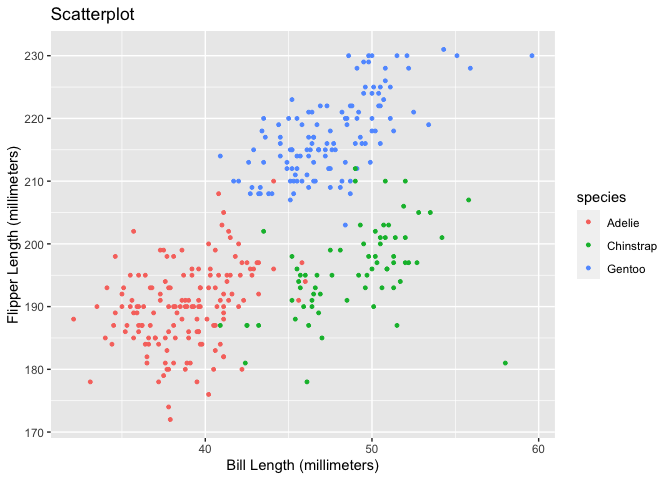 Scatterplot
Flipper Length (millimeters)
230
220
210
200
190
180
170
40
50
60
Bill Length (millimeters)
species
Adelie
Chinstrap
Gentoo